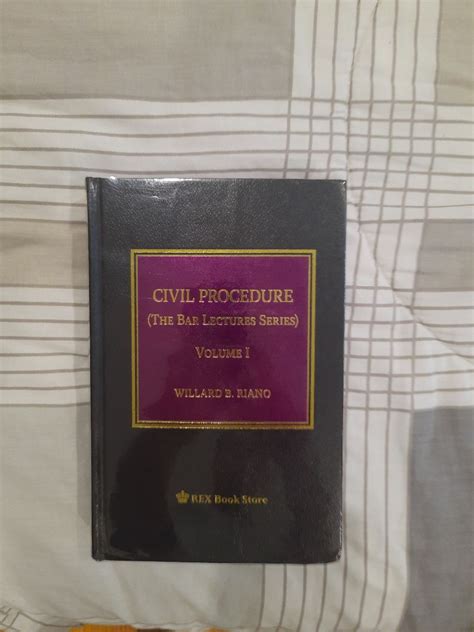 CIVIL PROCEDURE
(THE BAR LECTURES SERIES)
VOLUME I
WILLARD B. RIANO
REX Book Store